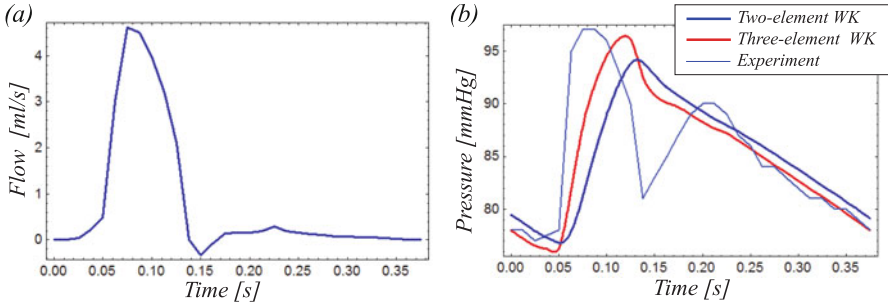 (a)
Flow [ml/s]
4
3
2
1
0
0.00 0.05 0.10 0.15 0.20 0.25 0.30 0.35
Time [s]
(b)
Pressure [mmHg]
95
90
85
80
0.00 0.05 0.10 0.15 0.20 0.25 0.30 0.35
Time [s]
Two-element WK
Three-element WK
Experiment